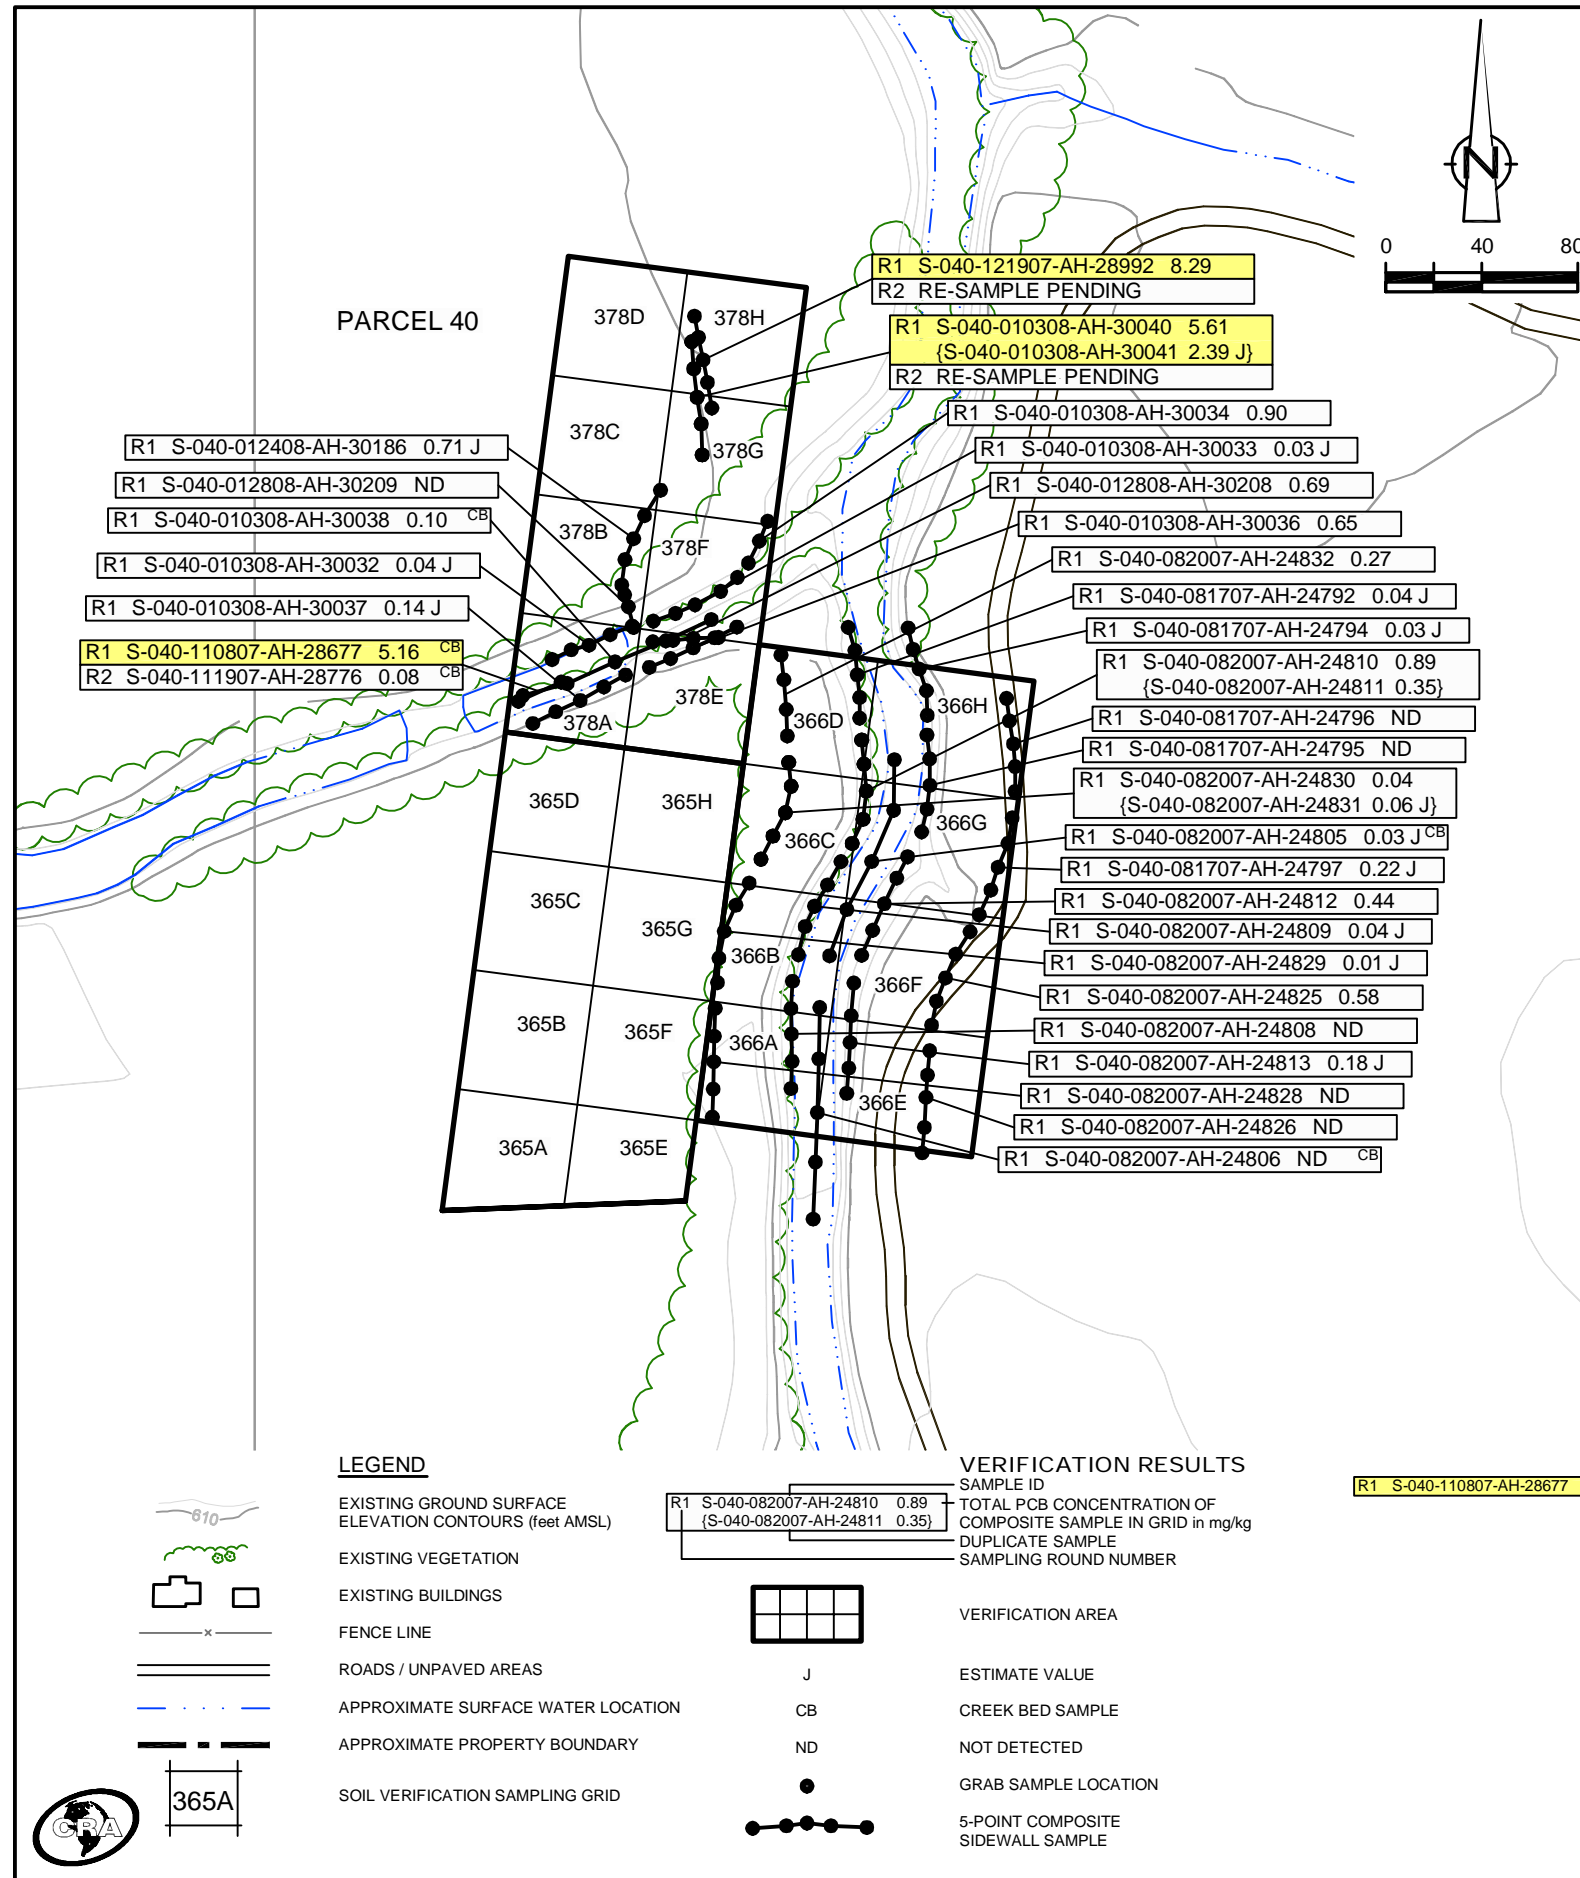 N
0 40 80
PARCEL 40
R1 S-040-121907-AH-28992 8.29
R2 RE-SAMPLE PENDING
R1 S-040-010308-AH-30040 5.61
{S-040-010308-AH-30041 2.39 J}
R2 RE-SAMPLE PENDING
R1 S-040-010308-AH-30034 0.90
R1 S-040-010308-AH-30033 0.03 J
R1 S-040-012808-AH-30208 0.69
R1 S-040-010308-AH-30036 0.65
R1 S-040-082007-AH-24832 0.27
R1 S-040-081707-AH-24792 0.04 J
R1 S-040-081707-AH-24794 0.03 J
R1 S-040-082007-AH-24810 0.89
{S-040-082007-AH-24811 0.35}
R1 S-040-081707-AH-24796 ND
R1 S-040-081707-AH-24795 ND
R1 S-040-082007-AH-24830 0.04
{S-040-082007-AH-24831 0.06 J}
R1 S-040-082007-AH-24805 0.03 J CB
R1 S-040-081707-AH-24797 0.22 J
R1 S-040-082007-AH-24812 0.44
R1 S-040-082007-AH-24809 0.04 J
R1 S-040-082007-AH-24829 0.01 J
R1 S-040-082007-AH-24825 0.58
R1 S-040-082007-AH-24808 ND
R1 S-040-082007-AH-24813 0.18 J
R1 S-040-082007-AH-24828 ND
R1 S-040-082007-AH-24826 ND
R1 S-040-082007-AH-24806 ND CB
R1 S-040-012408-AH-30186 0.71 J
R1 S-040-012808-AH-30209 ND
R1 S-040-010308-AH-30038 0.10 CB
R1 S-040-010308-AH-30032 0.04 J
R1 S-040-010308-AH-30037 0.14 J
R1 S-040-110807-AH-28677 5.16 CB
R2 S-040-111907-AH-28776 0.08 CB
378D
378H
378C
378G
378B
378F
378E
378A
366D
366H
366C
366G
366B
366F
366A
366E
365D
365H
365C
365G
365B
365F
365A
365E
LEGEND
610
EXISTING GROUND SURFACE
ELEVATION CONTOURS (feet AMSL)
EXISTING VEGETATION
EXISTING BUILDINGS
x
FENCE LINE
ROADS / UNPAVED AREAS
APPROXIMATE SURFACE WATER LOCATION
APPROXIMATE PROPERTY BOUNDARY
365A
SOIL VERIFICATION SAMPLING GRID
CRA
VERIFICATION RESULTS
R1 S-040-082007-AH-24810 0.89
{S-040-082007-AH-24811 0.35}
SAMPLE ID
TOTAL PCB CONCENTRATION OF
COMPOSITE SAMPLE IN GRID in mg/kg
DUPLICATE SAMPLE
SAMPLING ROUND NUMBER
R1 S-040-110807-AH-28677
VERIFICATION AREA
J ESTIMATE VALUE
CB CREEK BED SAMPLE
ND NOT DETECTED
GRAB SAMPLE LOCATION
5-POINT COMPOSITE
SIDEWALL SAMPLE